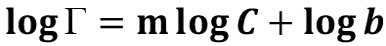 log Γ = m log C + log b